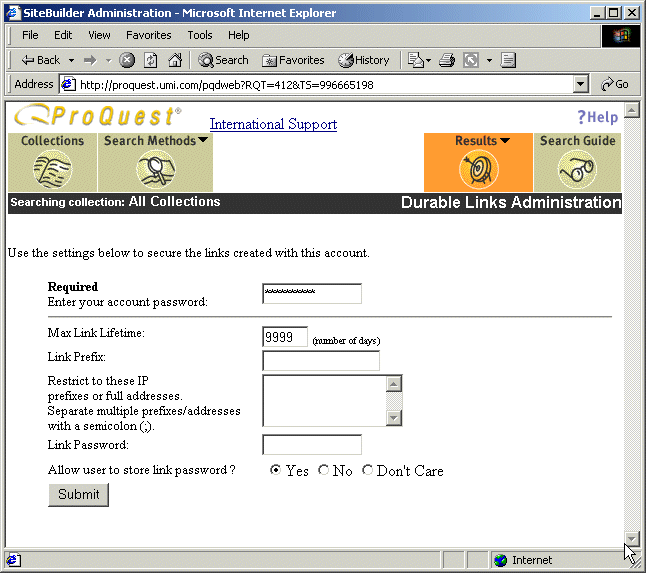 SiteBuilder Administration - Microsoft Internet Explorer
File Edit View Favorites Tools Help
Back Search Favorites History
Address http://proquest.umi.com/pqdweb?RQT=412&TS=996665198 Go
ProQuest® International Support ?Help
Collections Search Methods Results Search Guide
Searching collection: All Collections Durable Links Administration
Use the settings below to secure the links created with this account.
Required
Enter your account password: **********
Max Link Lifetime: 9999 (number of days)
Link Prefix:
Restrict to these IP
prefixes or full addresses.
Separate multiple prefixes/addresses
with a semicolon (;).
Link Password:
Allow user to store link password ? Yes No Don't Care
Submit
Internet